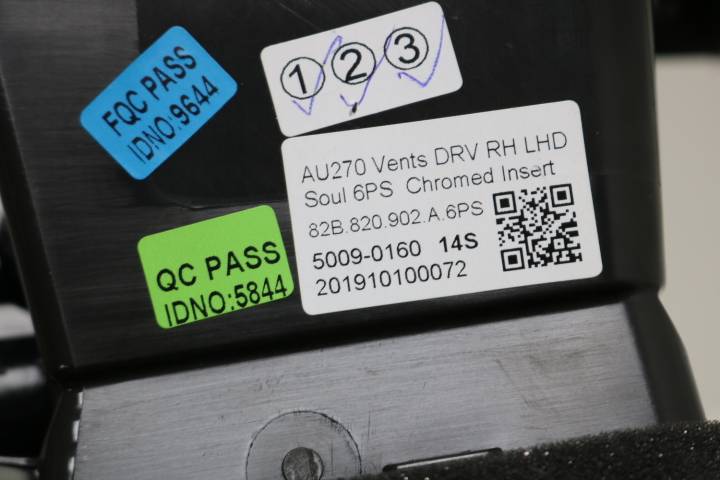 FQC PASS
IDNO:9644
1 2 3
AU270 Vents DRV RH LHD
Soul 6PS Chromed Insert
82B.820.902.A.6PS
5009-0160 14S
201910100072
QC PASS
IDNO:5844